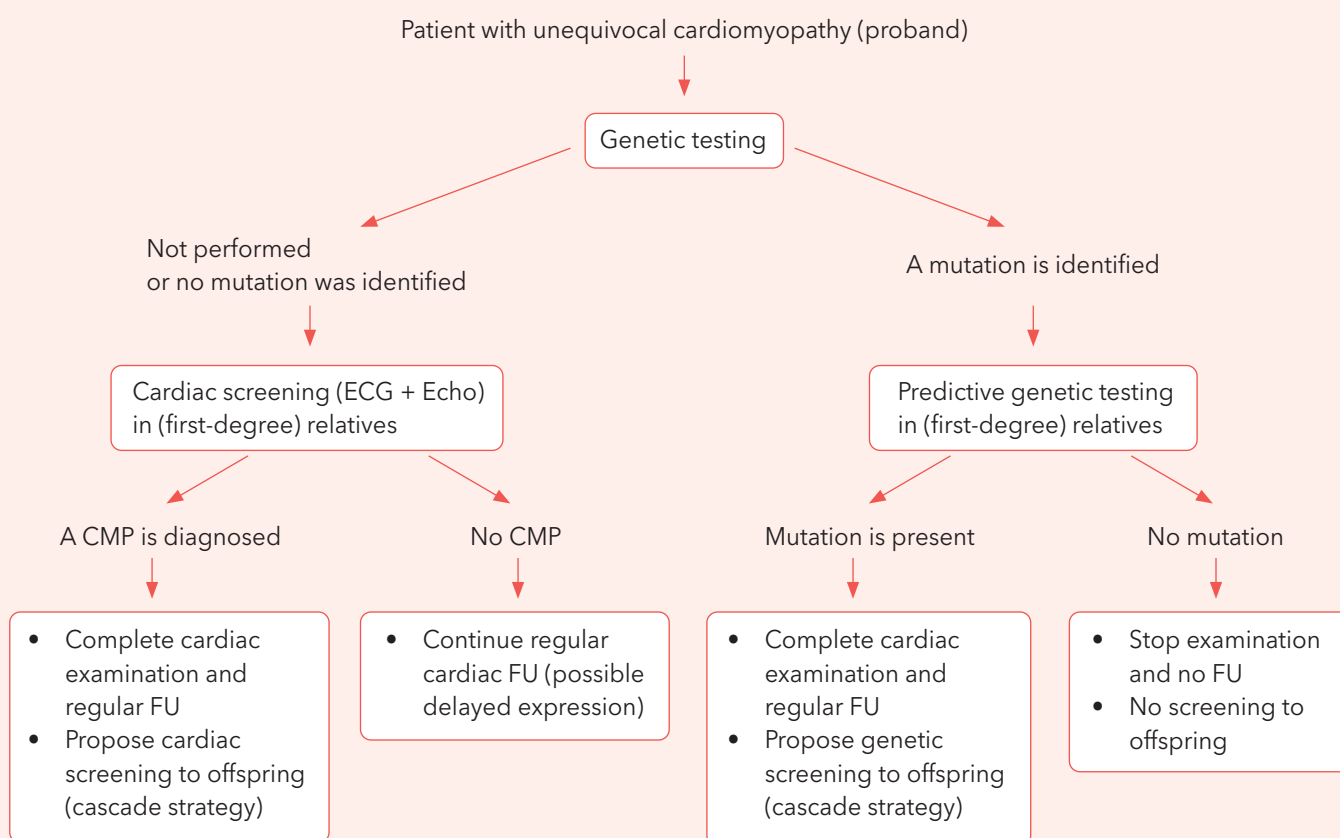 Patient with unequivocal cardiomyopathy (proband)
Genetic testing
Not performed
or no mutation was identified
A mutation is identified
Cardiac screening (ECG + Echo)
in (first-degree) relatives
Predictive genetic testing
in (first-degree) relatives
A CMP is diagnosed
No CMP
Mutation is present
No mutation
• Complete cardiac
examination and
regular FU
• Propose cardiac
screening to offspring
(cascade strategy)
• Continue regular
cardiac FU (possible
delayed expression)
• Complete cardiac
examination and
regular FU
• Propose genetic
screening to offspring
(cascade strategy)
• Stop examination
and no FU
• No screening to
offspring